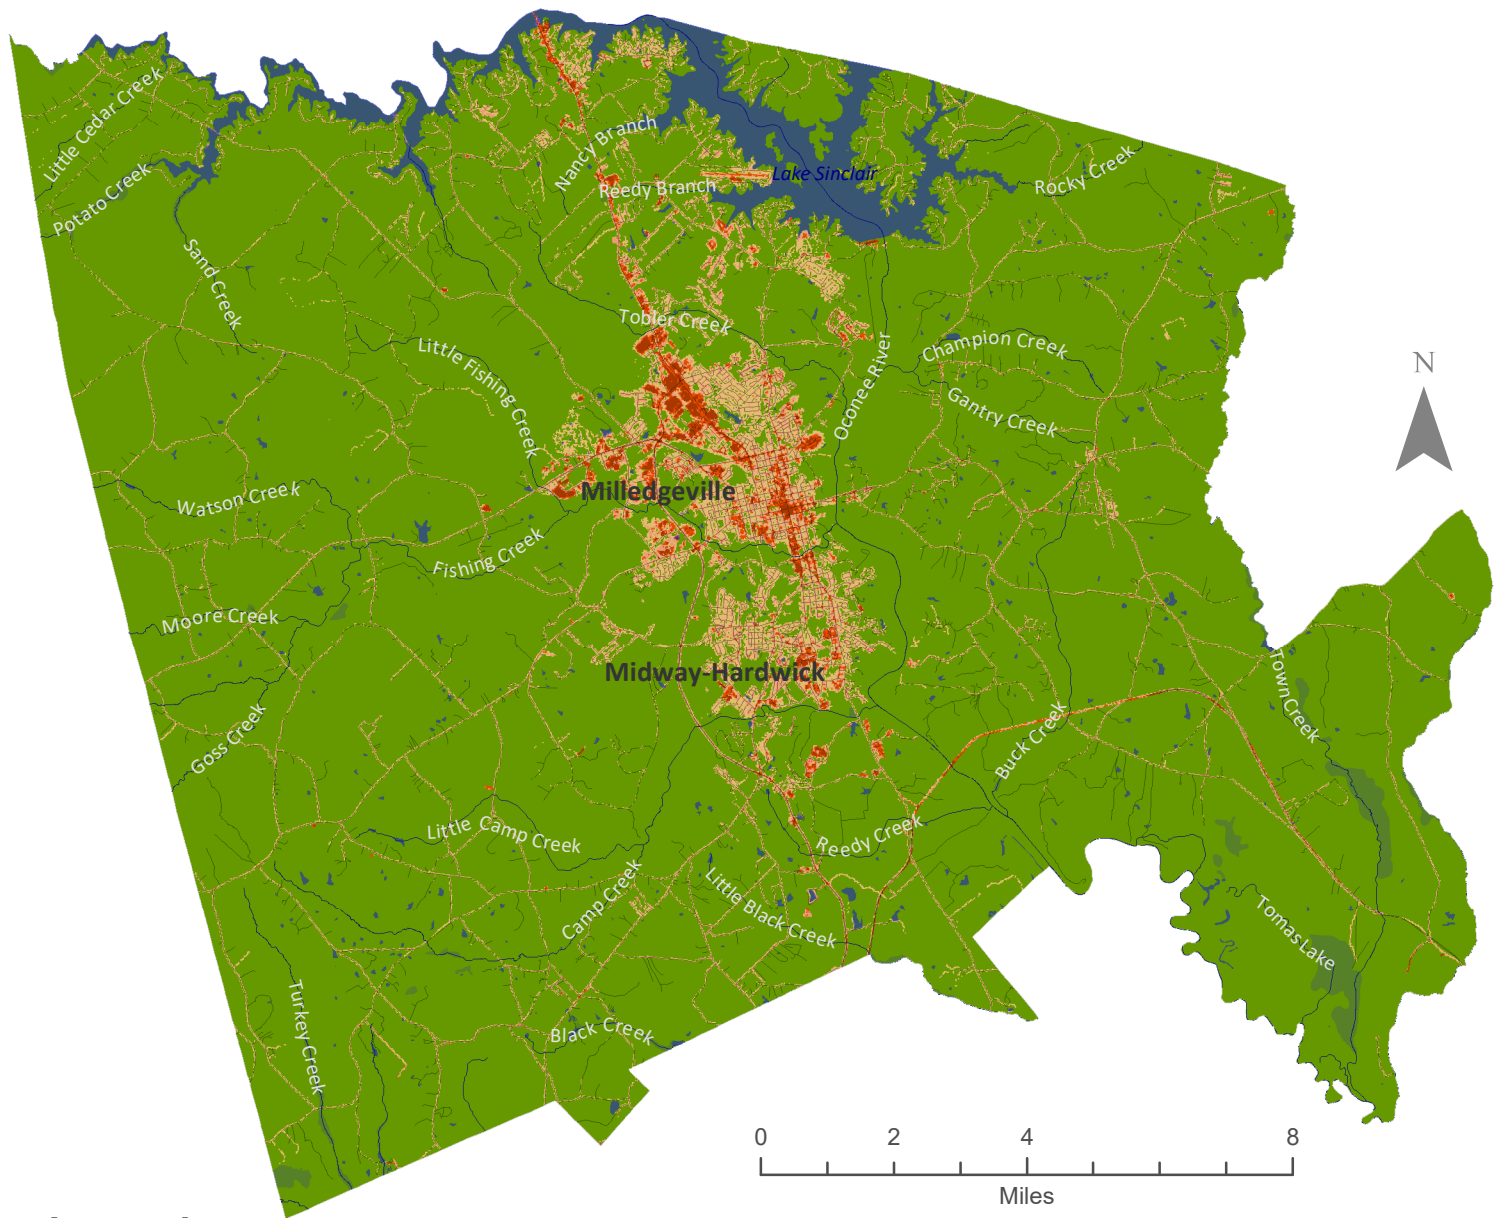 Little Cedar Creek
Nancy Branch
Potato Creek
Reedy Branch
Lake Sinclair
Rocky Creek
Sand Creek
Tobler Creek
Little Fishing Creek
Oconee River
Champion Creek
N
Gantry Creek
Watson Creek
Milledgeville
Fishing Creek
Moore Creek
Midway-Hardwick
Town Creek
Goss Creek
Buck Creek
Little Camp Creek
Reedy Creek
Camp Creek
Little Black Creek
Tomas Lake
Turkey Creek
Black Creek
0 2 4 8
Miles